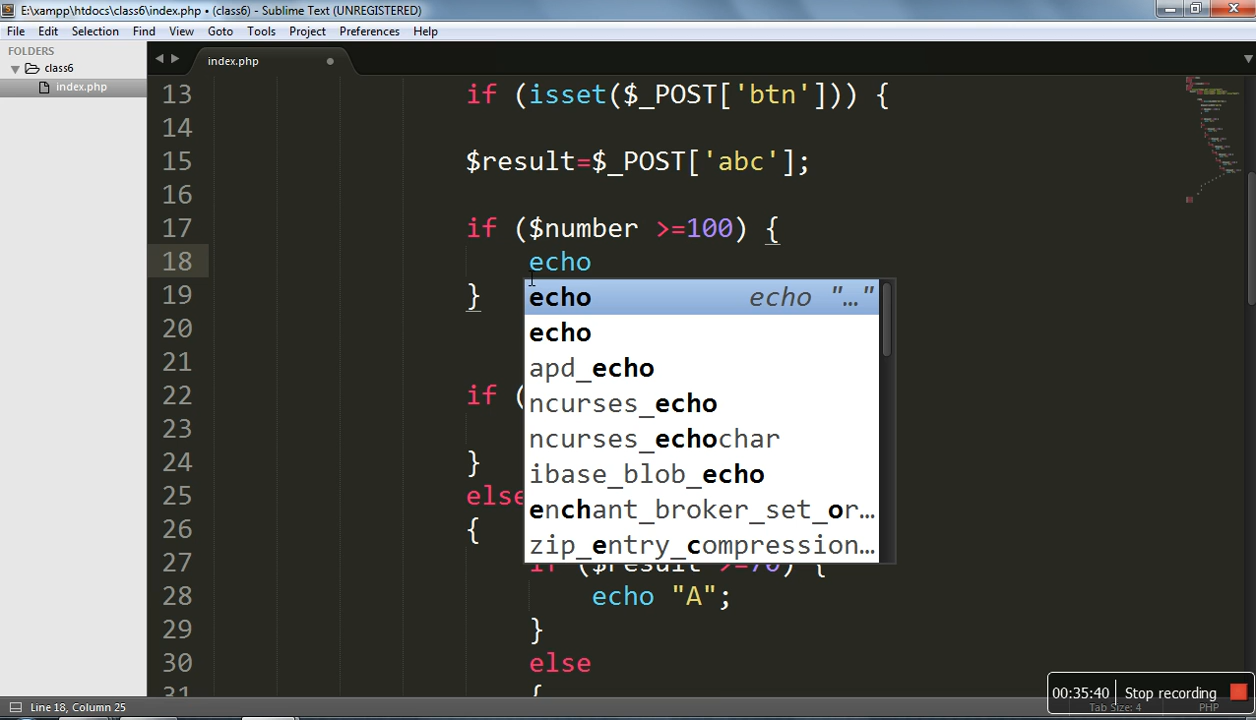 E:\xampp\htdocs\class6\index.php • (class6) - Sublime Text (UNREGISTERED)
File Edit Selection Find View Goto Tools Project Preferences Help
FOLDERS
class6
index.php
index.php
13 if (isset($_POST['btn'])) {
14
15 $result=$_POST['abc'];
16
17 if ($number >=100) {
18 echo
19 }
echo echo "…"
echo
apd_echo
ncurses_echo
ncurses_echochar
ibase_blob_echo
enchant_broker_set_or…
zip_entry_compression…
20
21
22 if (
23
24 }
25 else
26 {
27 if ($result >=70) {
28 echo "A";
29 }
30 else
31 {
00:35:40 Stop recording
Line 18, Column 25
Tab Size: 4 PHP